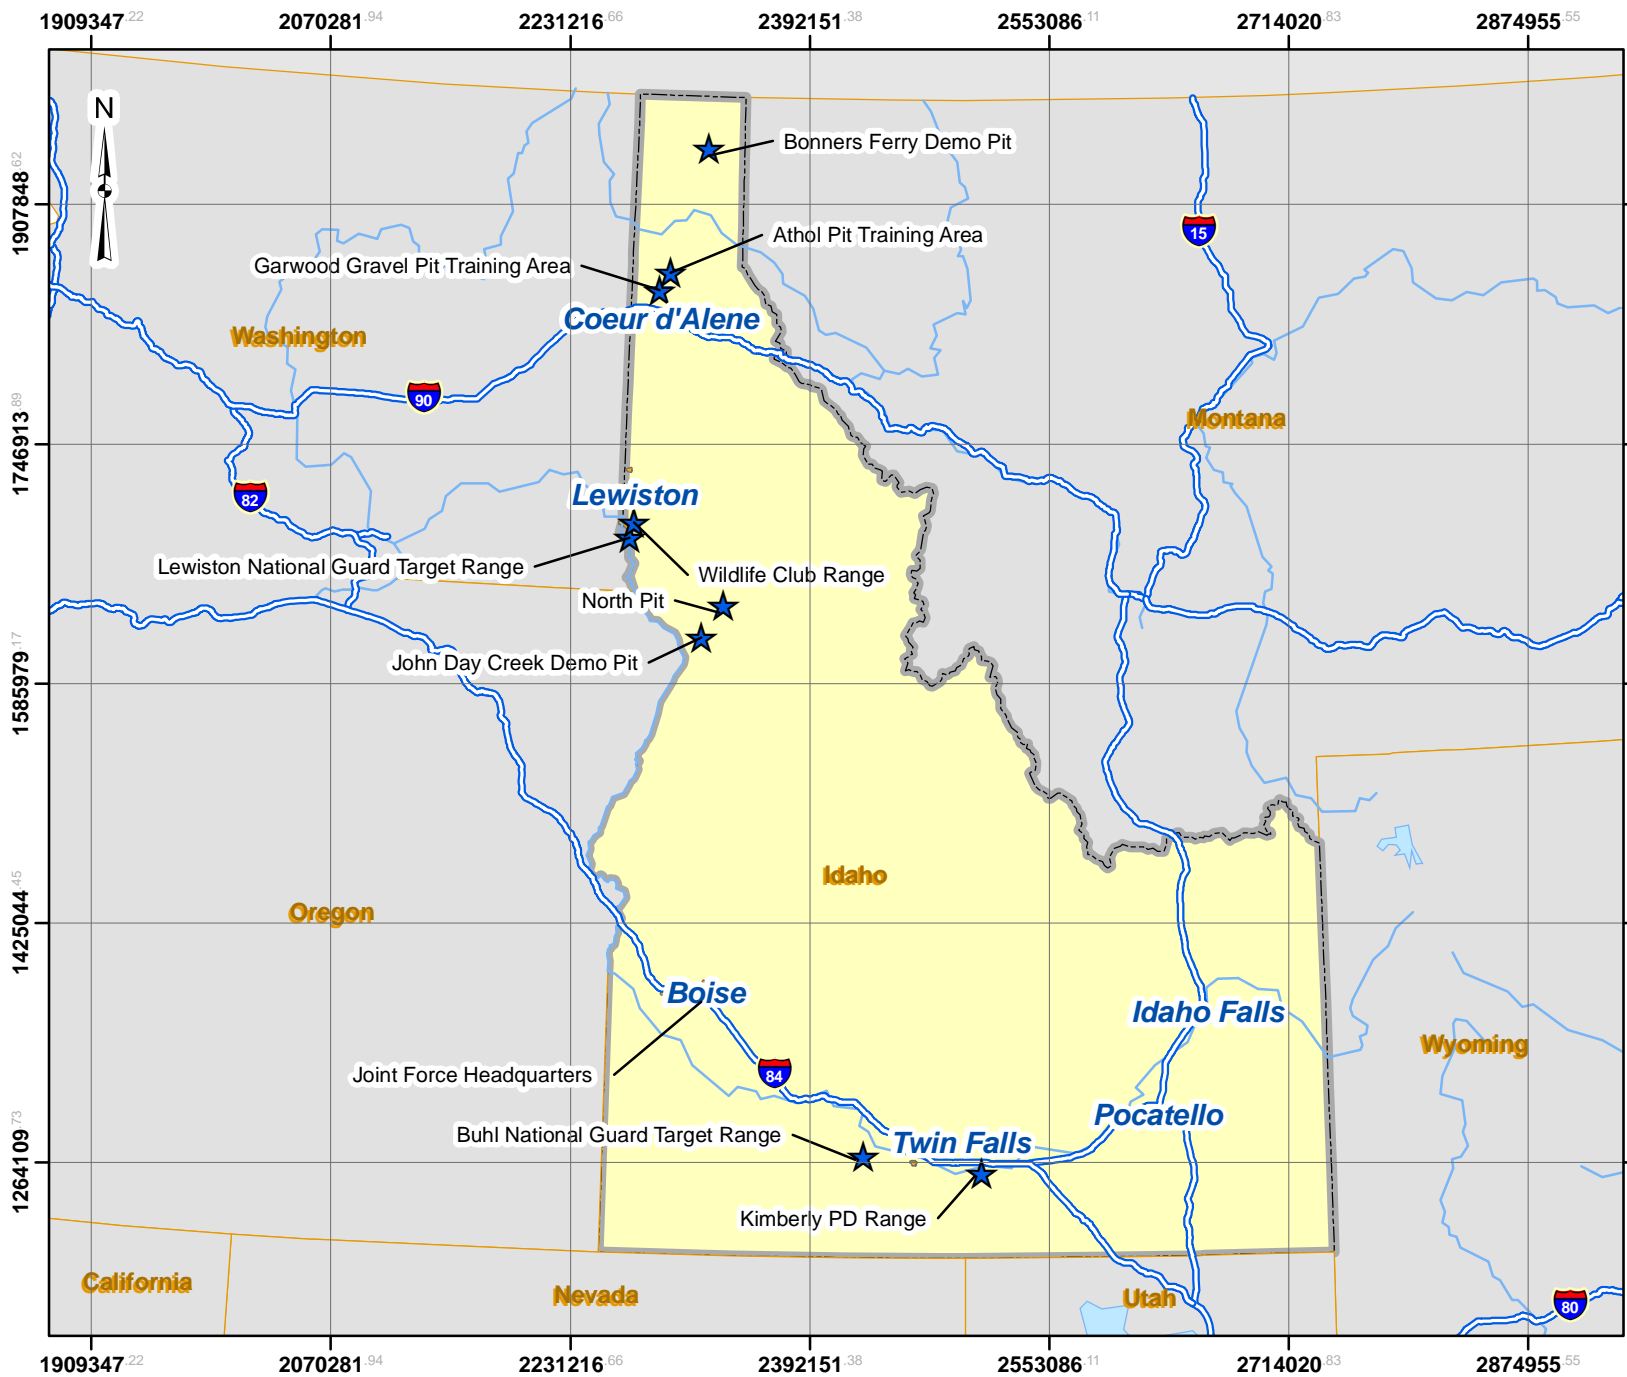 1909347.22 2070281.94 2231216.66 2392151.38 2553086.11 2714020.83 2874955.55
N
Bonners Ferry Demo Pit
1907848.62
15
Athol Pit Training Area
Garwood Gravel Pit Training Area
Coeur d'Alene
Washington
90
Montana
1746913.89
82
Lewiston
Lewiston National Guard Target Range
Wildlife Club Range
North Pit
John Day Creek Demo Pit
1585979.17
Idaho
Oregon
1425044.45
Boise
Idaho Falls
Wyoming
Joint Force Headquarters
84
Pocatello
Buhl National Guard Target Range
Twin Falls
1264109.73
Kimberly PD Range
California
Nevada
Utah
80
1909347.22 2070281.94 2231216.66 2392151.38 2553086.11 2714020.83 2874955.55